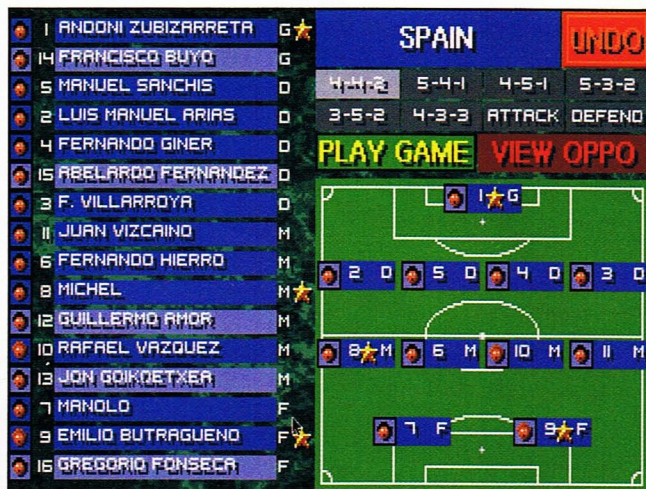 1 ANDONI ZUBIZARRETA G
14 FRANCISCO BUYO G
5 MANUEL SANCHIS D
2 LUIS MANUEL ARIAS D
4 FERNANDO GINER D
15 ABELARDO FERNANDEZ D
3 F. VILLARROYA D
11 JUAN VIZCAINO M
6 FERNANDO HIERRO M
8 MICHEL M
12 GUILLERMO AMOR M
10 RAFAEL VAZQUEZ M
13 JON GOIKOETXEA M
7 MANOLO F
9 EMILIO BUTRAGUENO F
16 GREGORIO FONSECA F
SPAIN UNDO
4-4-2 5-4-1 4-5-1 5-3-2
3-5-2 4-3-3 ATTACK DEFEND
PLAY GAME VIEW OPPO
1 G
2 D 5 D 4 D 3 D
8 M 6 M 10 M 11 M
7 F 9 F